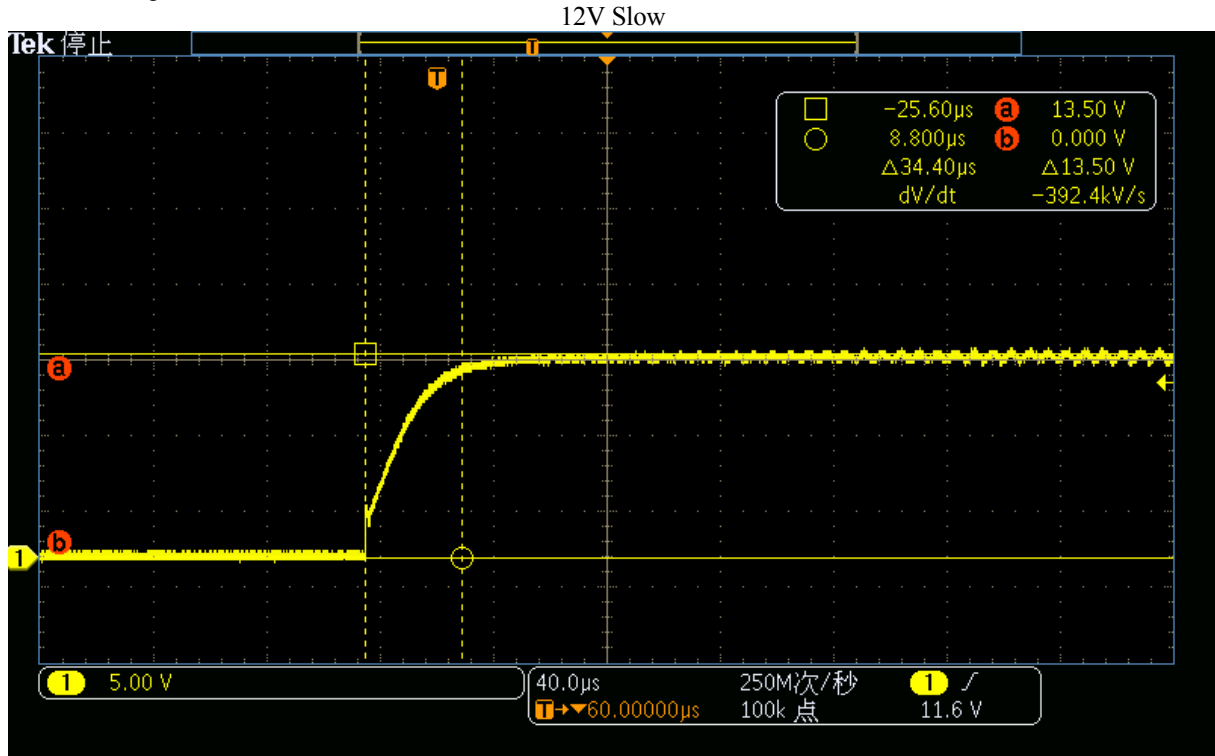 12V Slow
Tek 停止
T
T
□ −25.60µs a 13.50 V
○ 8.800µs b 0.000 V
△34.40µs △13.50 V
dV/dt −392.4kV/s
a
b
1
1 5.00 V
40.0µs 250M次/秒 1 /
T→▼60.00000µs 100k 点 11.6 V